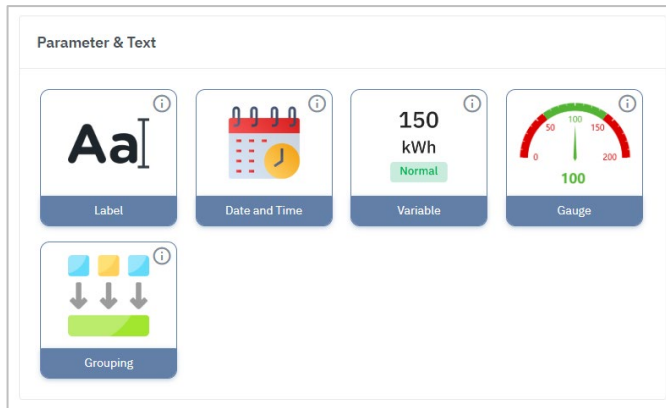 Parameter & Text
Aa
Label
Date and Time
150
kWh
Normal
Variable
0
50
100
150
200
100
Gauge
Grouping